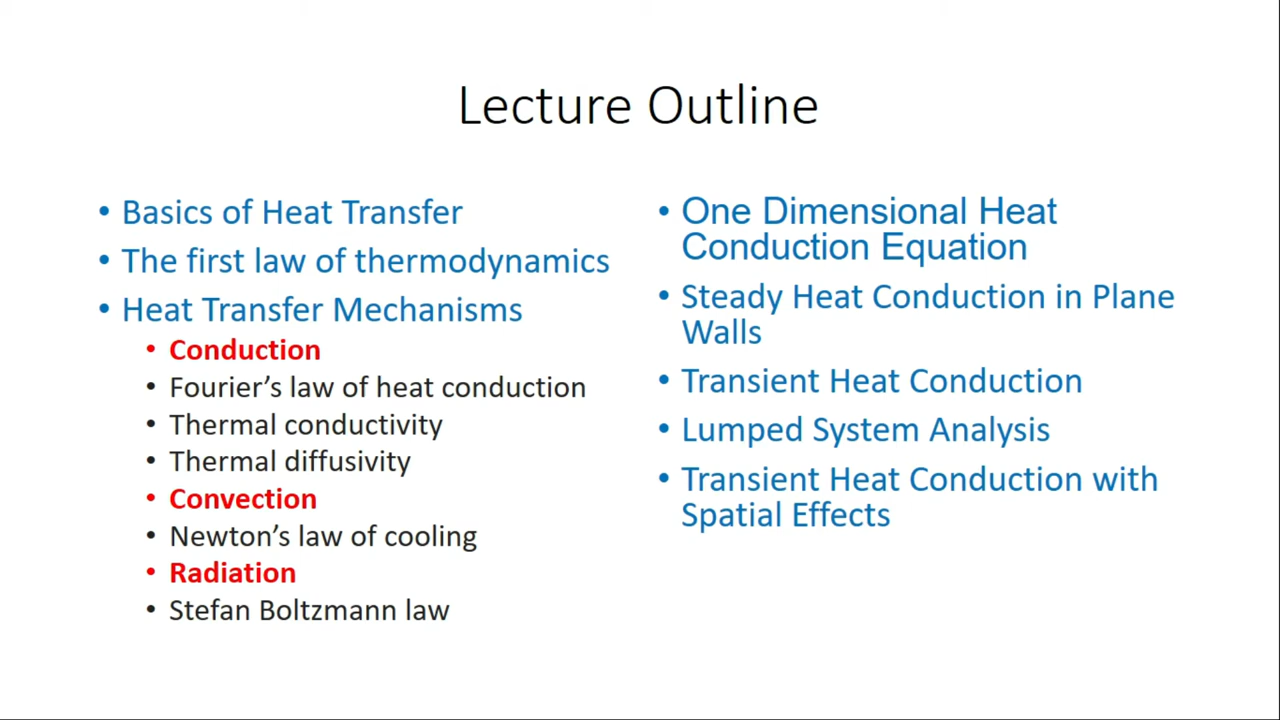 Lecture Outline
• Basics of Heat Transfer
• The first law of thermodynamics
• Heat Transfer Mechanisms
• Conduction
• Fourier’s law of heat conduction
• Thermal conductivity
• Thermal diffusivity
• Convection
• Newton’s law of cooling
• Radiation
• Stefan Boltzmann law
• One Dimensional Heat
Conduction Equation
• Steady Heat Conduction in Plane
Walls
• Transient Heat Conduction
• Lumped System Analysis
• Transient Heat Conduction with
Spatial Effects